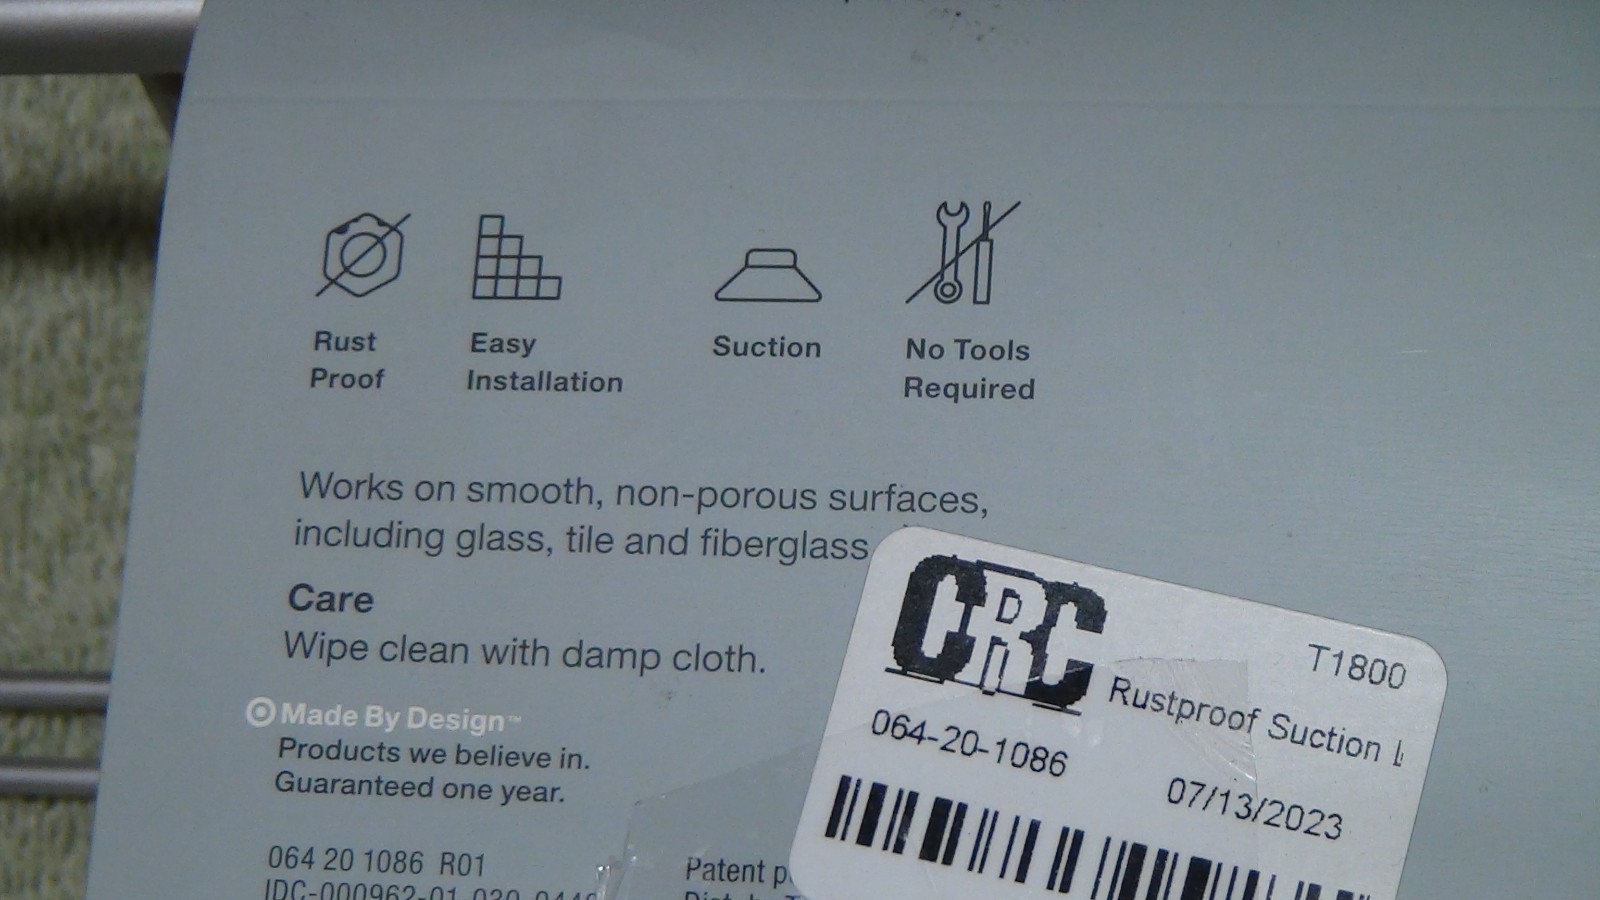 Rust
Proof
Easy
Installation
Suction
No Tools
Required
Works on smooth, non-porous surfaces,
including glass, tile and fiberglass
Care
Wipe clean with damp cloth.
Made By Design™
Products we believe in.
Guaranteed one year.
064 20 1086 R01
Patent
CRC
T1800
Rustproof Suction
064-20-1086
07/13/2023